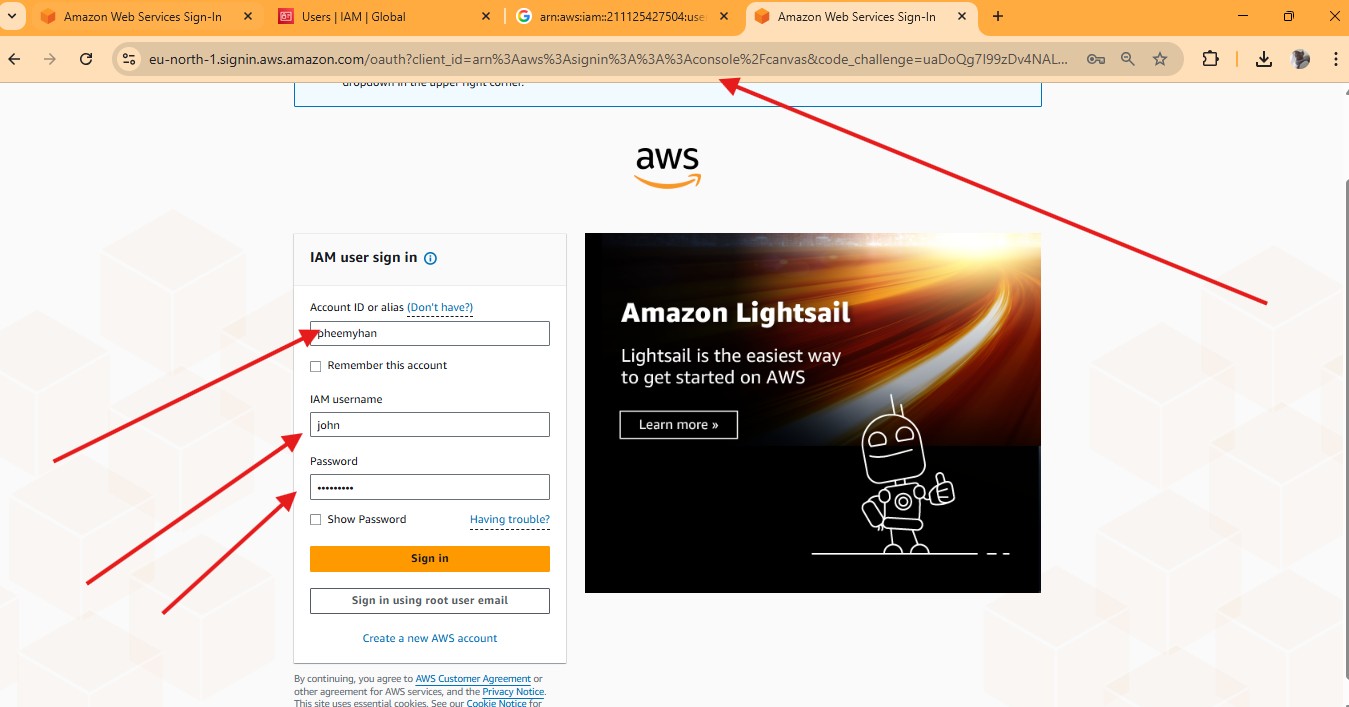 Amazon Web Services Sign-In
Users | IAM | Global
arn:aws:iam::211125427504:use
Amazon Web Services Sign-In
eu-north-1.signin.aws.amazon.com/oauth?client_id=arn%3Aaws%3Asignin%3A%3A%3Aconsole%2Fcanvas&code_challenge=uaDoQg7I99zDv4NAL...
dropdown in the upper right corner.
aws
IAM user sign in
Account ID or alias (Don't have?)
pheemyhan
Remember this account
IAM username
john
Password
•••••••••
Show Password Having trouble?
Sign in
Sign in using root user email
Create a new AWS account
By continuing, you agree to AWS Customer Agreement or
other agreement for AWS services, and the Privacy Notice.
This site uses essential cookies. See our Cookie Notice for
Amazon Lightsail
Lightsail is the easiest way
to get started on AWS
Learn more »